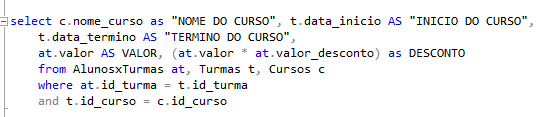 select c.nome_curso as "NOME DO CURSO", t.data_inicio AS "INICIO DO CURSO",
t.data_termino AS "TERMINO DO CURSO",
at.valor AS VALOR, (at.valor * at.valor_desconto) as DESCONTO
from AlunosxTurmas at, Turmas t, Cursos c
where at.id_turma = t.id_turma
and t.id_curso = c.id_curso